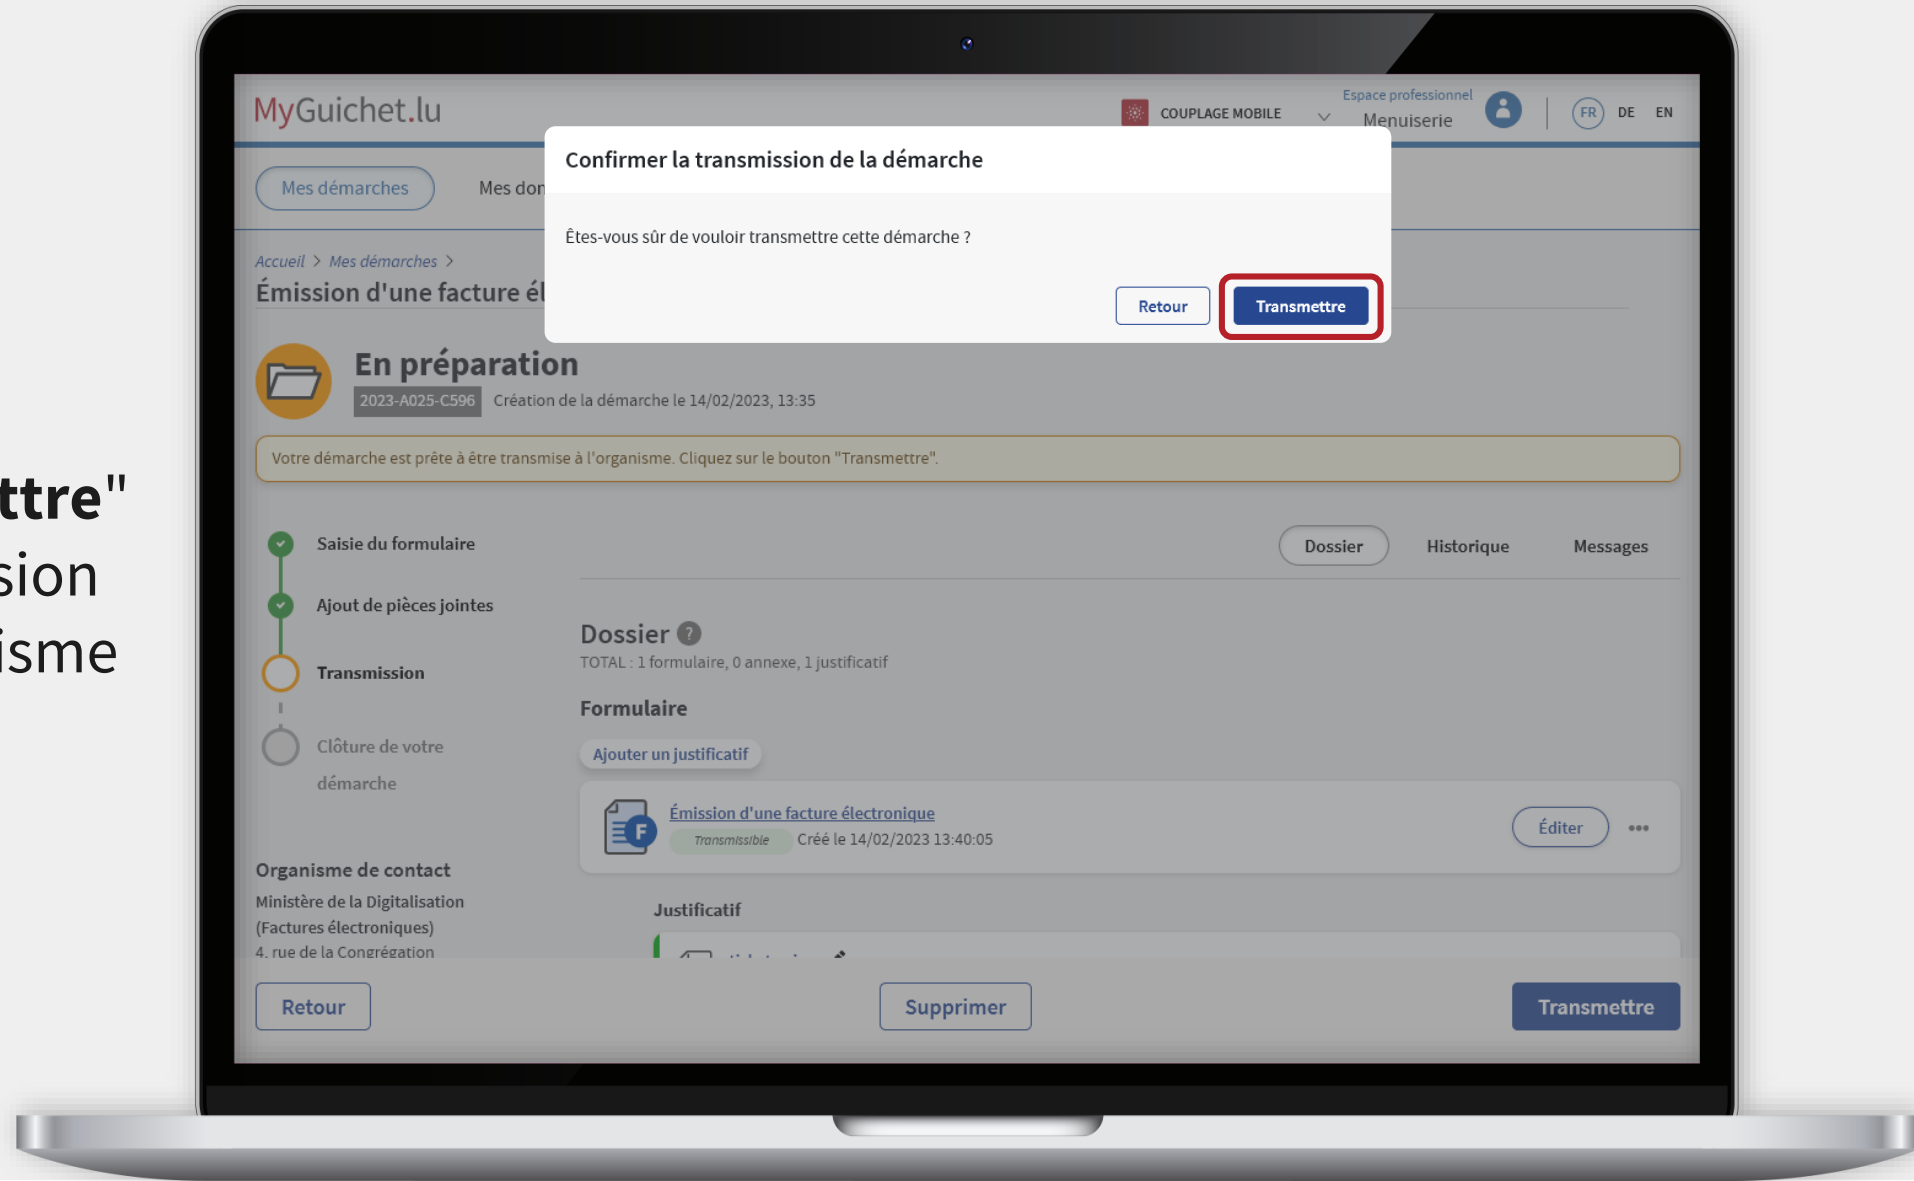 ttre"
sion
isme
MyGuichet.lu
COUPLAGE MOBILE
Espace professionnel
Menuiserie
FR DE EN
Mes démarches
Mes don
Confirmer la transmission de la démarche
Êtes-vous sûr de vouloir transmettre cette démarche ?
Retour
Transmettre
Accueil > Mes démarches >
Émission d'une facture él
En préparation
2023-A025-C596 Création de la démarche le 14/02/2023, 13:35
Votre démarche est prête à être transmise à l'organisme. Cliquez sur le bouton "Transmettre".
Saisie du formulaire
Ajout de pièces jointes
Transmission
Clôture de votre
démarche
Organisme de contact
Ministère de la Digitalisation
(Factures électroniques)
4, rue de la Congrégation
Dossier
Historique
Messages
Dossier ?
TOTAL : 1 formulaire, 0 annexe, 1 justificatif
Formulaire
Ajouter un justificatif
F
Émission d'une facture électronique
Transmissible Créé le 14/02/2023 13:40:05
Éditer
Justificatif
Retour
Supprimer
Transmettre